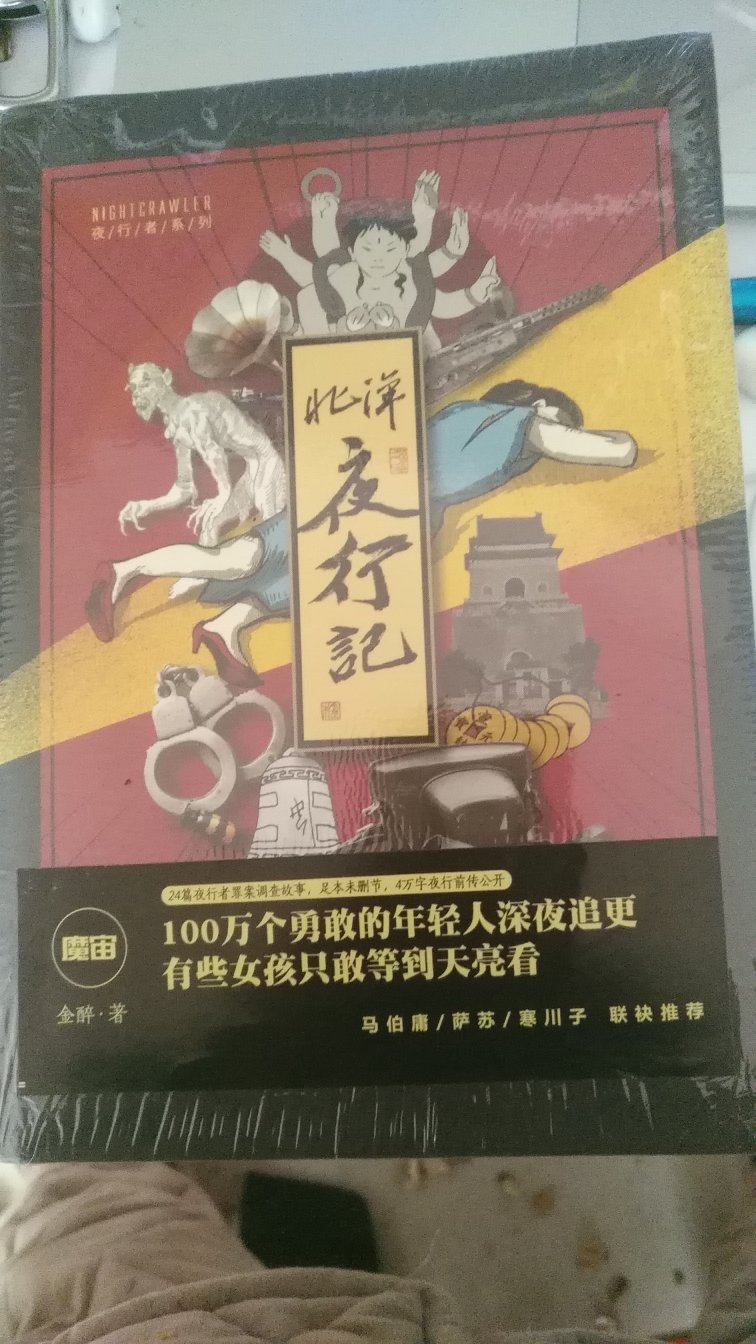 NIGHTCRAWLER
夜/行/者/系/列
北洋
夜行記
24篇夜行者罪案调查故事，足本未删节，4万字夜行前传公开
100万个勇敢的年轻人深夜追更
有些女孩只敢等到天亮看
魔宙
金醉·著
马伯庸/萨苏/寒川子 联袂推荐